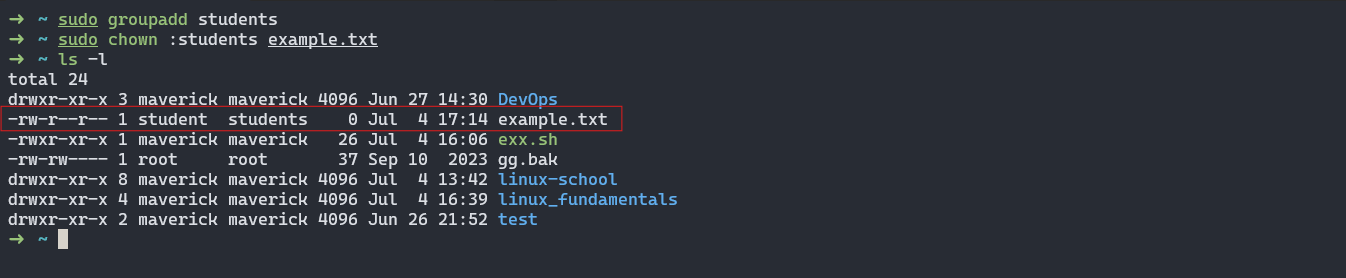 ➜ ~ sudo groupadd students
➜ ~ sudo chown :students example.txt
➜ ~ ls -l
total 24
drwxr-xr-x 3 maverick maverick 4096 Jun 27 14:30 DevOps
-rw-r--r-- 1 student  students    0 Jul  4 17:14 example.txt
-rwxr-xr-x 1 maverick maverick   26 Jul  4 16:06 exx.sh
-rw-rw---- 1 root     root       37 Sep 10  2023 gg.bak
drwxr-xr-x 8 maverick maverick 4096 Jul  4 13:42 linux-school
drwxr-xr-x 4 maverick maverick 4096 Jul  4 16:39 linux_fundamentals
drwxr-xr-x 2 maverick maverick 4096 Jun 26 21:52 test
➜ ~